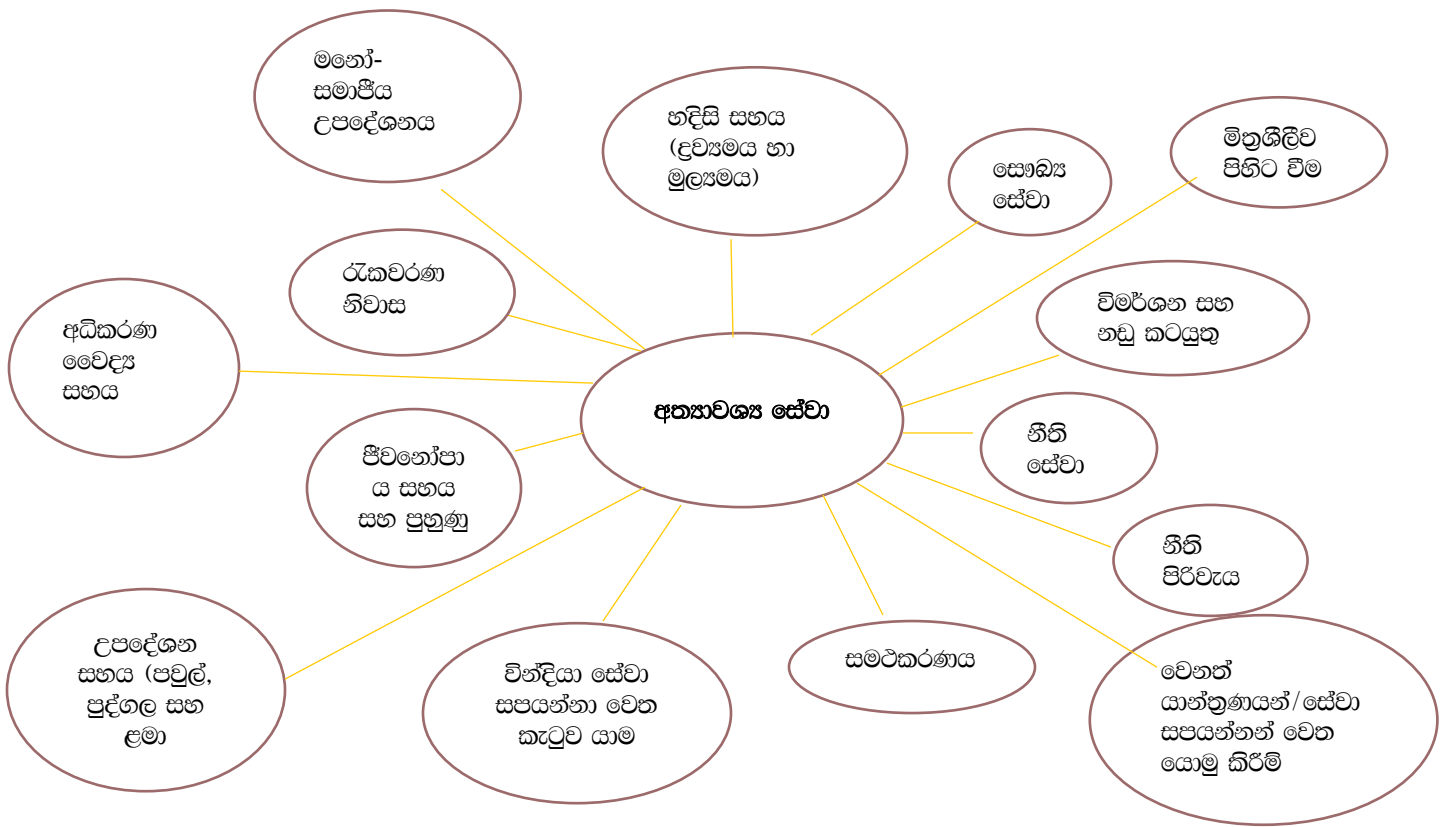 මනෝ-
සමාජීය
උපදේශනය
හදිසි සහය
(ද්‍රව්‍යමය හා
මුල්‍යමය)
සෞඛ්‍ය
සේවා
මිත්‍රශීලීව
පිහිට වීම
රැකවරණ
නිවාස
අධිකරණ
වෛද්‍ය
සහය
විමර්ශන සහ
නඩු කටයුතු
අත්‍යාවශ්‍ය සේවා
නීති
සේවා
ජීවනෝපා
ය සහය
සහ පුහුණු
නීති
පිරිවැය
උපදේශන
සහය (පවුල්,
පුද්ගල සහ
ළමා
වින්දියා සේවා
සපයන්නා වෙත
කැටුව යාම
සමථකරණය
වෙනත්
යාන්ත්‍රණයන්/සේවා
සපයන්නන් වෙත
යොමු කිරීම්